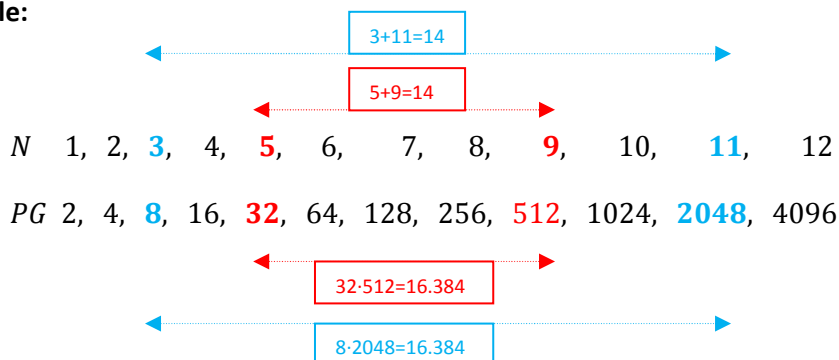 le:
3+11=14
5+9=14
N 1, 2, 3, 4, 5, 6, 7, 8, 9, 10, 11, 12
PG 2, 4, 8, 16, 32, 64, 128, 256, 512, 1024, 2048, 4096
32·512=16.384
8·2048=16.384